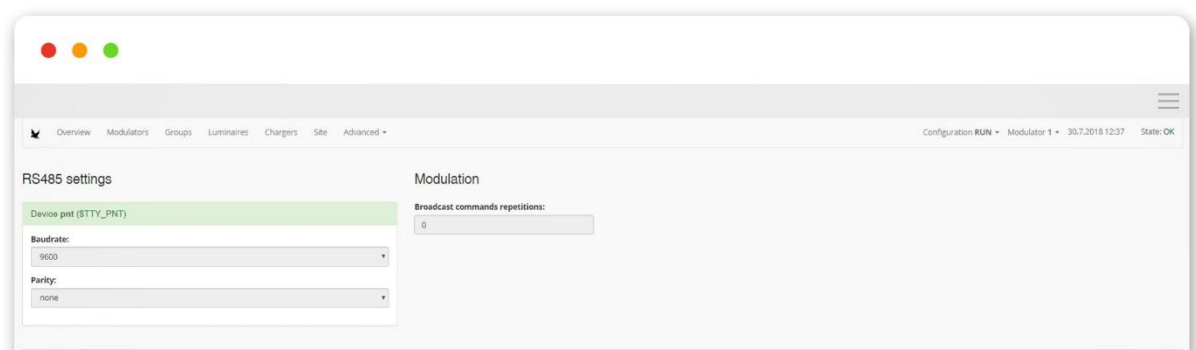 Overview Modulators Groups Luminaires Chargers Site Advanced Configuration RUN Modulator 1 30.7.2018 12:37 State: OK
RS485 settings
Device pnt ($TTY_PNT)
Baudrate:
9600
Parity:
none
Modulation
Broadcast commands repetitions:
0